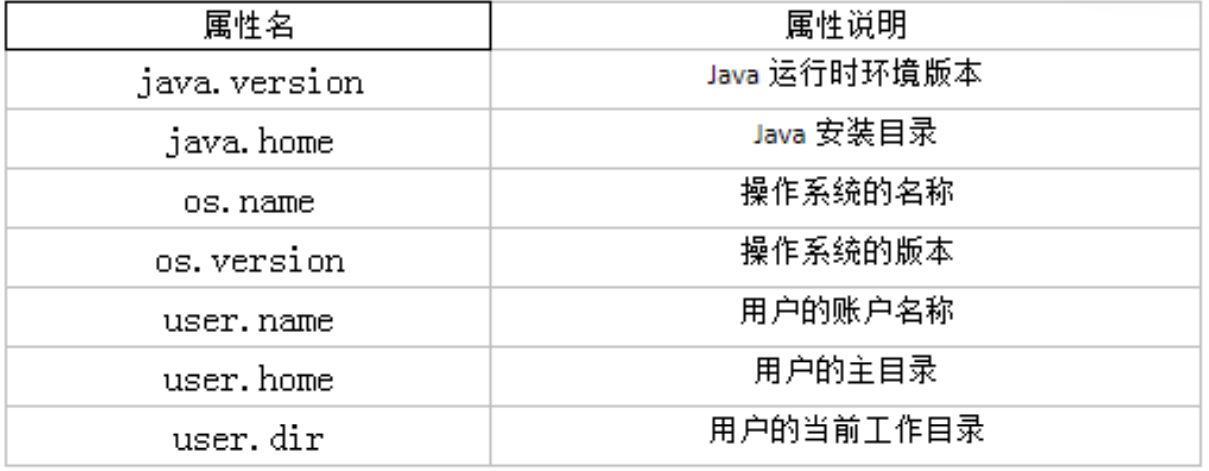 属性名 属性说明
java.version Java 运行时环境版本
java.home Java 安装目录
os.name 操作系统的名称
os.version 操作系统的版本
user.name 用户的账户名称
user.home 用户的主目录
user.dir 用户的当前工作目录